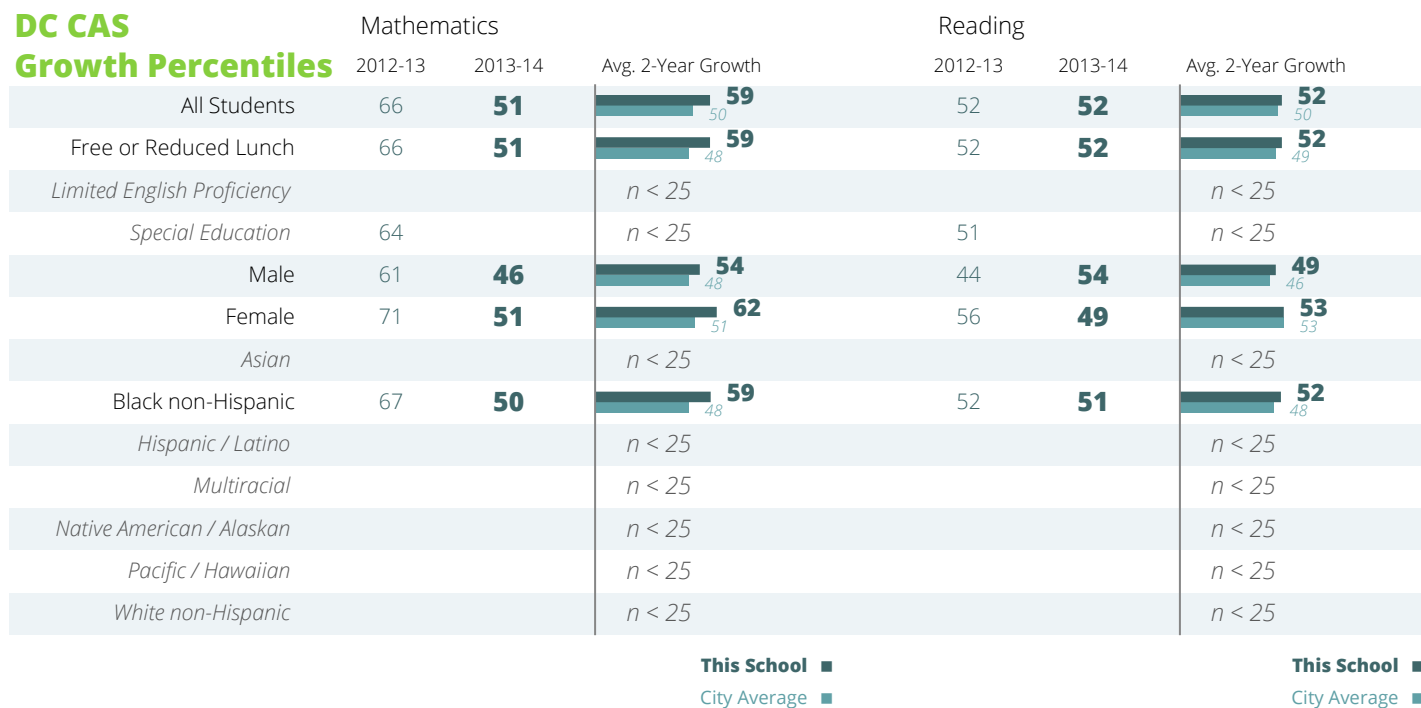 DC CAS Mathematics Reading
Growth Percentiles 2012-13 2013-14 Avg. 2-Year Growth 2012-13 2013-14 Avg. 2-Year Growth
All Students 66 51 59 50 52 52 52 50
Free or Reduced Lunch 66 51 59 48 52 52 52 49
Limited English Proficiency n < 25 n < 25
Special Education 64 n < 25 51 n < 25
Male 61 46 54 48 44 54 49 46
Female 71 51 62 51 56 49 53 53
Asian n < 25 n < 25
Black non-Hispanic 67 50 59 48 52 51 52 48
Hispanic / Latino n < 25 n < 25
Multiracial n < 25 n < 25
Native American / Alaskan n < 25 n < 25
Pacific / Hawaiian n < 25 n < 25
White non-Hispanic n < 25 n < 25
This School This School
City Average City Average